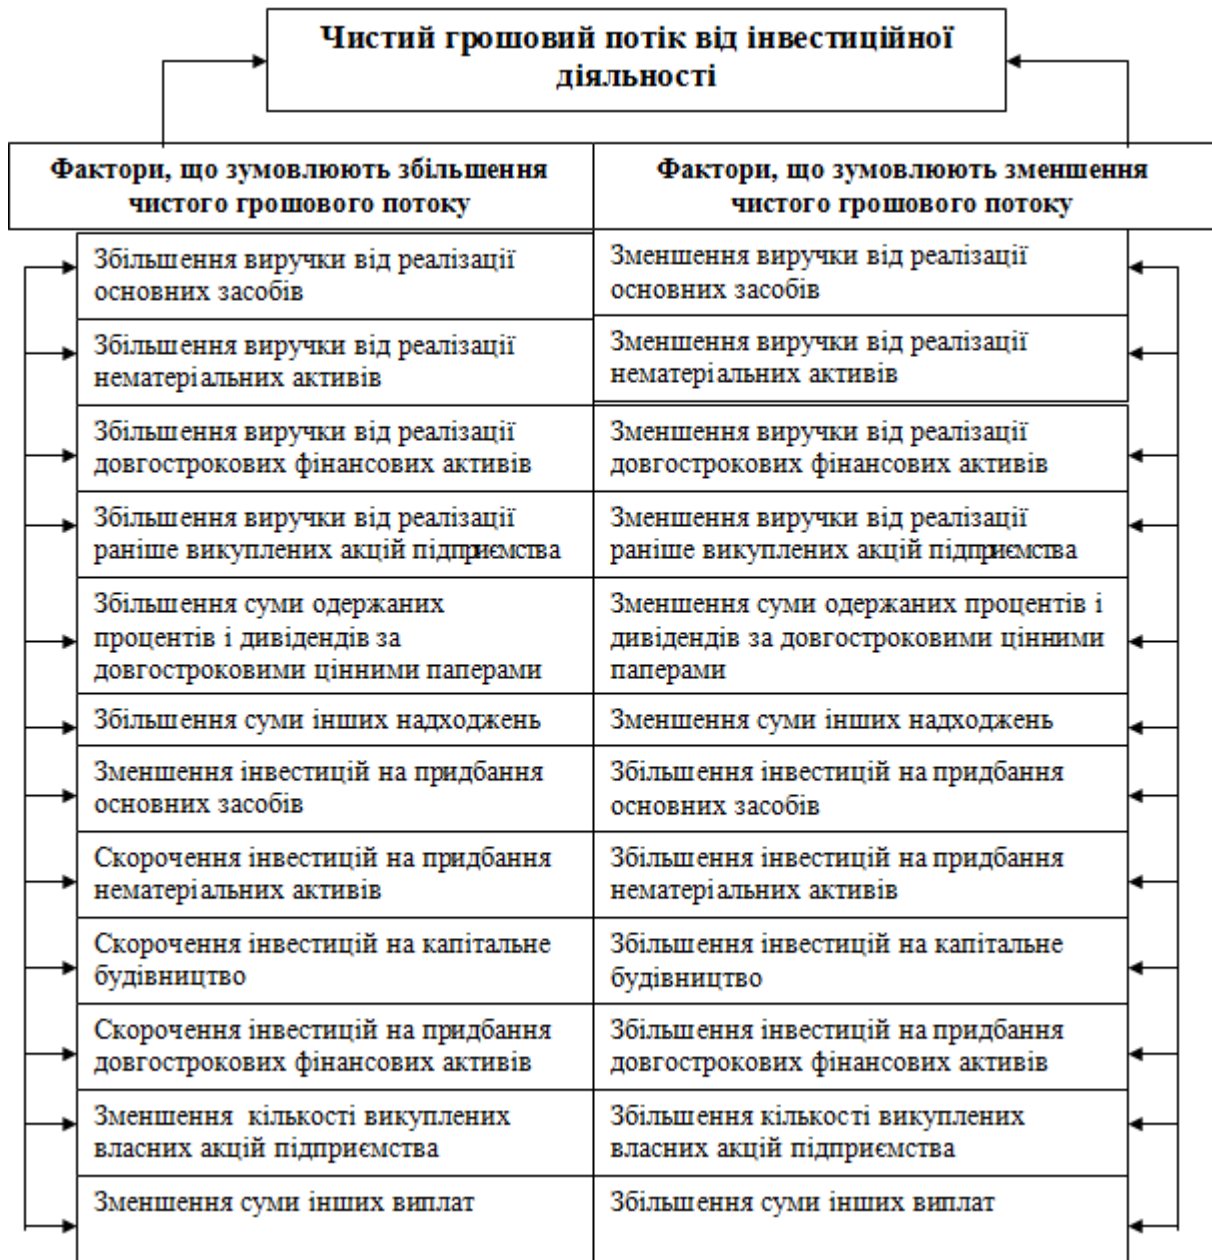 Чистий грошовий потік від інвестиційної
діяльності
Фактори, що зумовлюють збільшення
чистого грошового потоку
Фактори, що зумовлюють зменшення
чистого грошового потоку
Збільшення виручки від реалізації
основних засобів
Зменшення виручки від реалізації
основних засобів
Збільшення виручки від реалізації
нематеріальних активів
Зменшення виручки від реалізації
нематеріальних активів
Збільшення виручки від реалізації
довгострокових фінансових активів
Зменшення виручки від реалізації
довгострокових фінансових активів
Збільшення виручки від реалізації
раніше викуплених акцій підприємства
Зменшення виручки від реалізації
раніше викуплених акцій підприємства
Збільшення суми одержаних
процентів і дивідендів за
довгостроковими цінними паперами
Зменшення суми одержаних процентів і
дивідендів за довгостроковими цінними
паперами
Збільшення суми інших надходжень
Зменшення суми інших надходжень
Зменшення інвестицій на придбання
основних засобів
Збільшення інвестицій на придбання
основних засобів
Скорочення інвестицій на придбання
нематеріальних активів
Збільшення інвестицій на придбання
нематеріальних активів
Скорочення інвестицій на капітальне
будівництво
Збільшення інвестицій на капітальне
будівництво
Скорочення інвестицій на придбання
довгострокових фінансових активів
Збільшення інвестицій на придбання
довгострокових фінансових активів
Зменшення кількості викуплених
власних акцій підприємства
Збільшення кількості викуплених
власних акцій підприємства
Зменшення суми інших виплат
Збільшення суми інших виплат